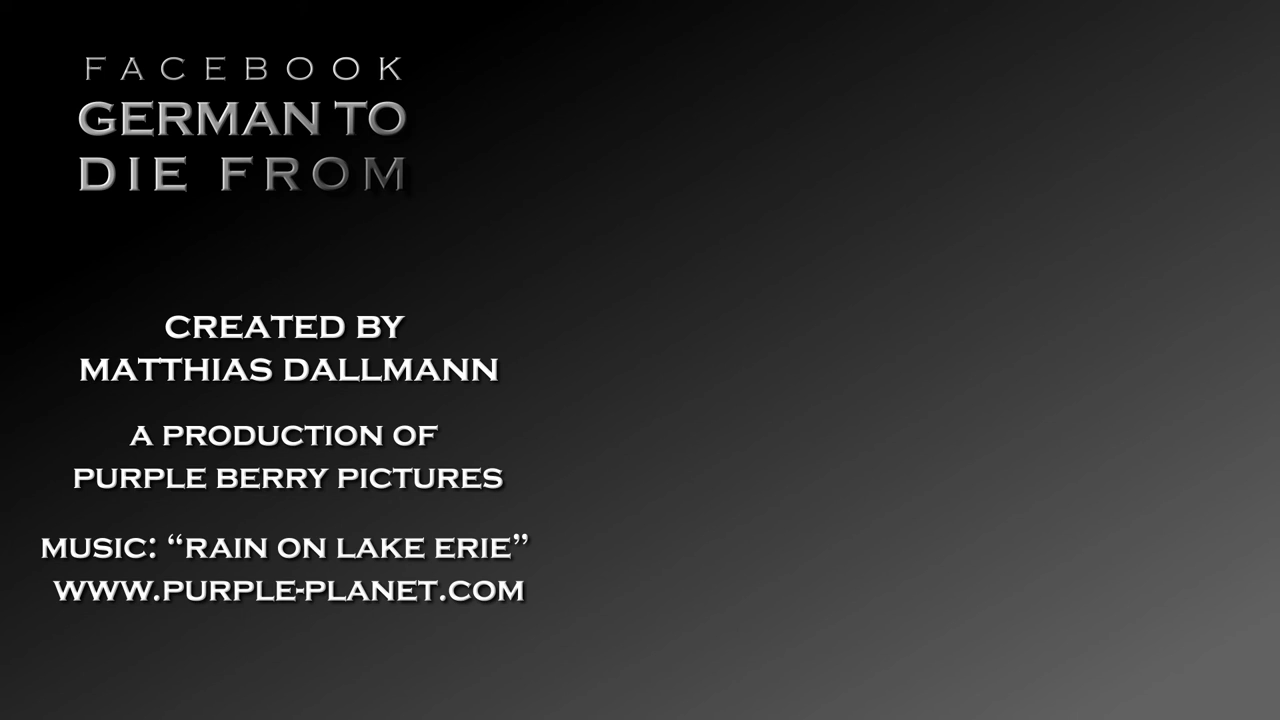 FACEBOOK
GERMAN TO
DIE FROM
CREATED BY
MATTHIAS DALLMANN
A PRODUCTION OF
PURPLE BERRY PICTURES
MUSIC: “RAIN ON LAKE ERIE”
WWW.PURPLE-PLANET.COM